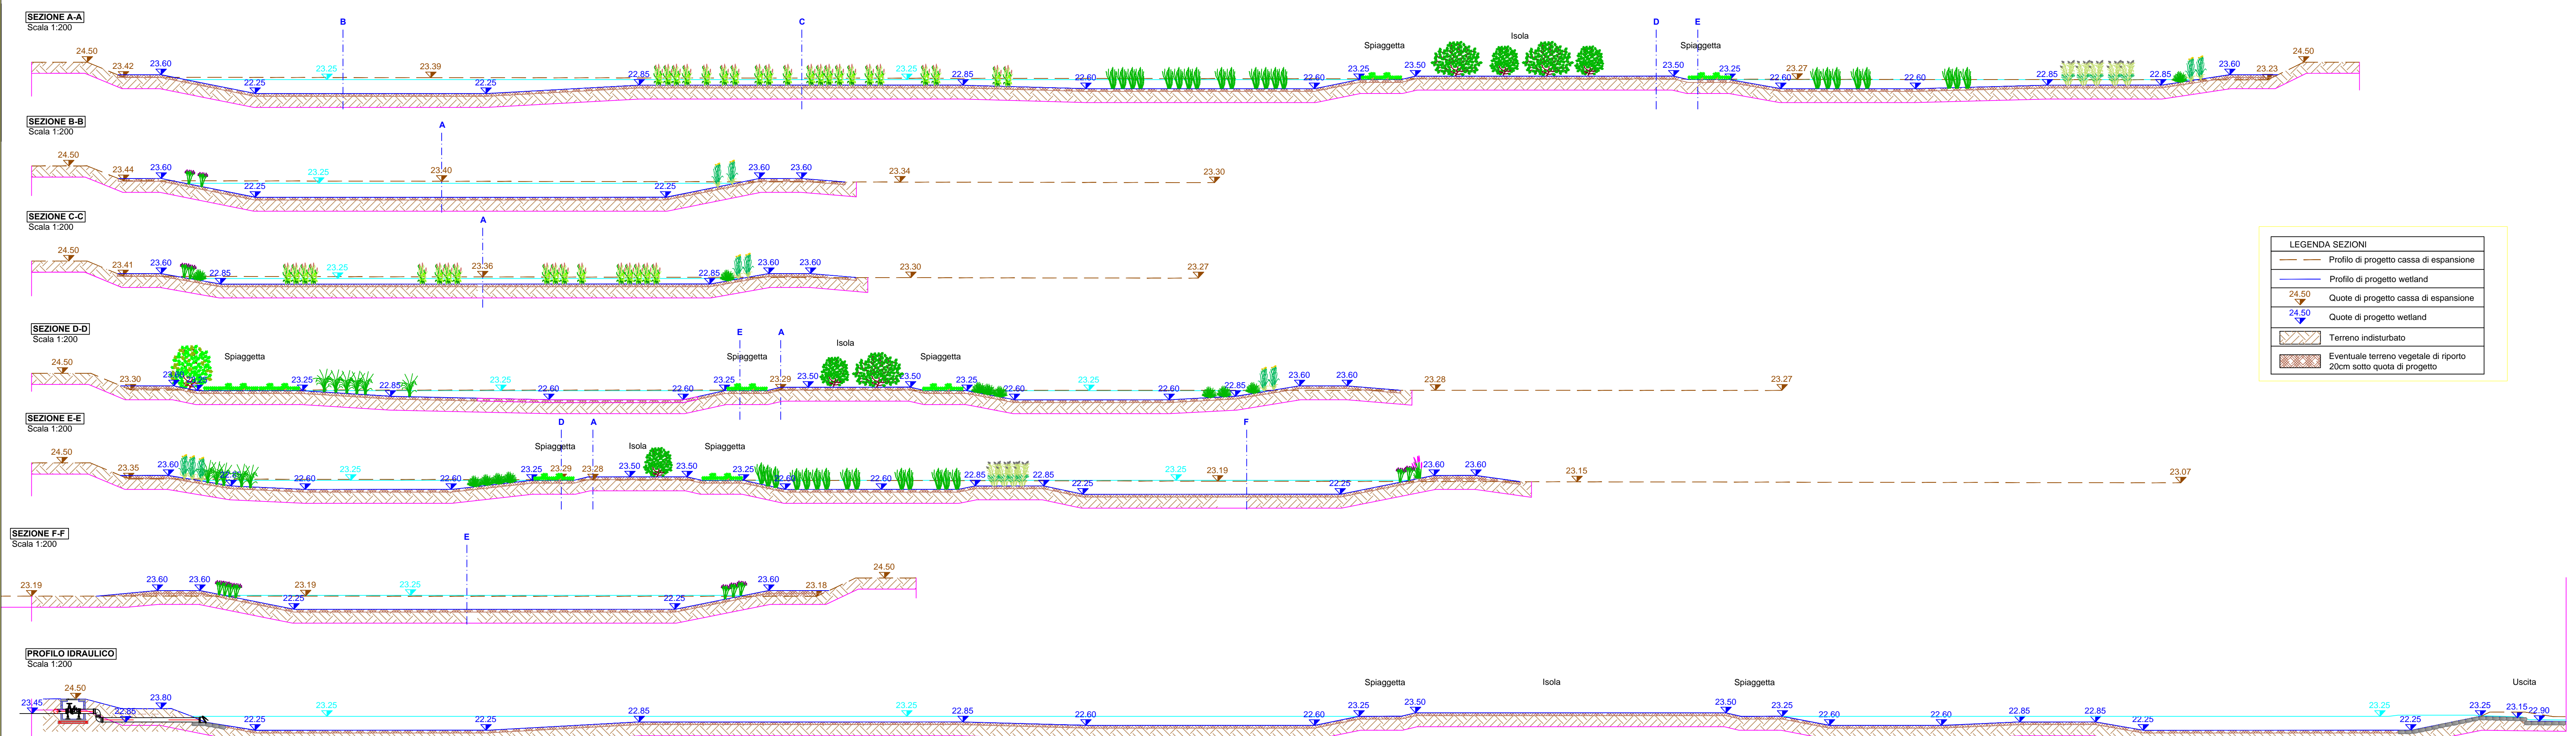 SEZIONE A-A
Scala 1:200
B C D E
Spiaggetta Isola Spiaggetta
24.50 23.42 23.60 22.25 23.25 23.39 22.25 22.85 23.25 22.85 22.60 22.60 23.25 23.50 23.50 23.25 22.60 23.27 22.60 22.85 22.85 23.60 23.23 24.50
SEZIONE B-B
Scala 1:200
A
24.50 23.44 23.60 22.25 23.25 23.40 22.25 23.60 23.60 23.34 23.30
SEZIONE C-C
Scala 1:200
A
24.50 23.41 23.60 22.85 23.25 23.36 22.85 23.60 23.60 23.30 23.27
LEGENDA SEZIONI
Profilo di progetto cassa di espansione
Profilo di progetto wetland
24.50 Quote di progetto cassa di espansione
24.50 Quote di progetto wetland
Terreno indisturbato
Eventuale terreno vegetale di riporto
20cm sotto quota di progetto
SEZIONE D-D
Scala 1:200
E A
Spiaggetta Spiaggetta Isola Spiaggetta
24.50 23.30 23.60 23.25 23.25 22.85 23.25 22.60 22.60 23.25 23.29 23.50 23.50 23.25 22.60 23.25 22.60 22.85 23.60 23.60 23.28 23.27
SEZIONE E-E
Scala 1:200
D A F
Spiaggetta Isola Spiaggetta
24.50 23.35 23.60 22.85 22.60 23.25 22.60 23.25 23.29 23.28 23.50 23.50 23.25 22.60 22.60 22.85 22.85 22.25 23.25 23.19 22.25 23.60 23.60 23.15 23.07
SEZIONE F-F
Scala 1:200
E
23.19 23.60 23.60 22.25 23.19 23.25 22.25 23.60 23.18 24.50
PROFILO IDRAULICO
Scala 1:200
Spiaggetta Isola Spiaggetta Uscita
23.45 24.50 22.85 23.80 22.25 23.25 22.25 22.85 23.25 22.85 22.60 22.60 23.25 23.50 23.50 23.25 22.60 22.60 22.85 22.85 22.25 23.25 22.25 23.25 23.15 22.90